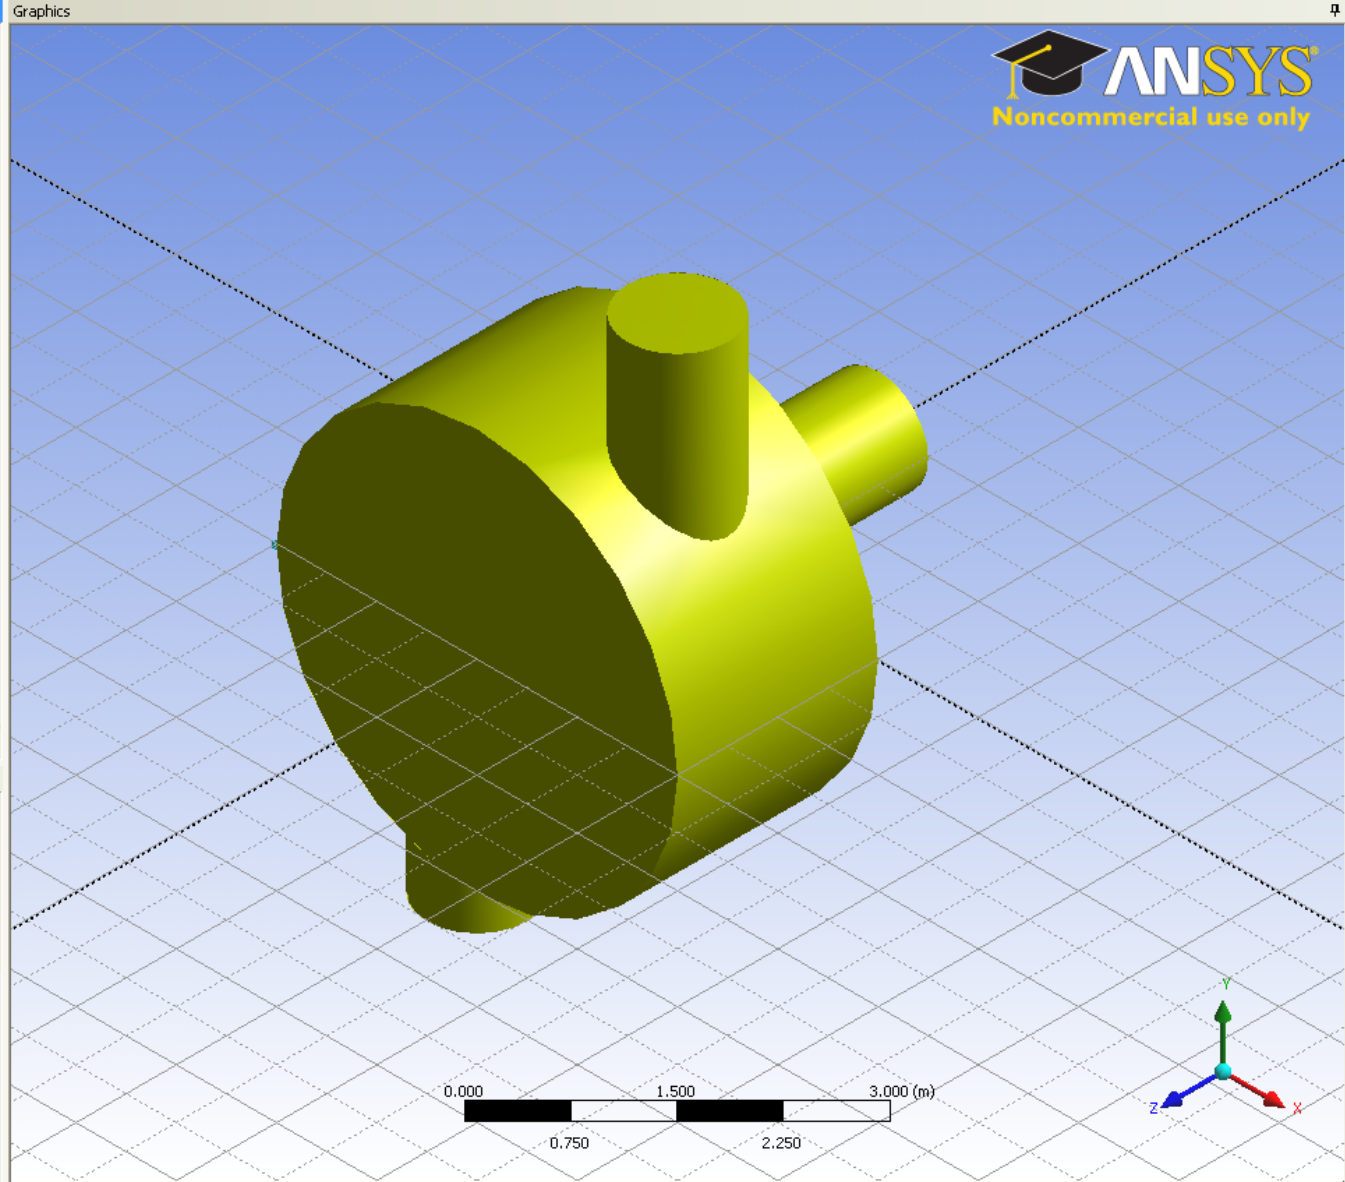 Graphics
ANSYS®
Noncommercial use only
Y
Z
X
0.000 1.500 3.000 (m)
0.750 2.250